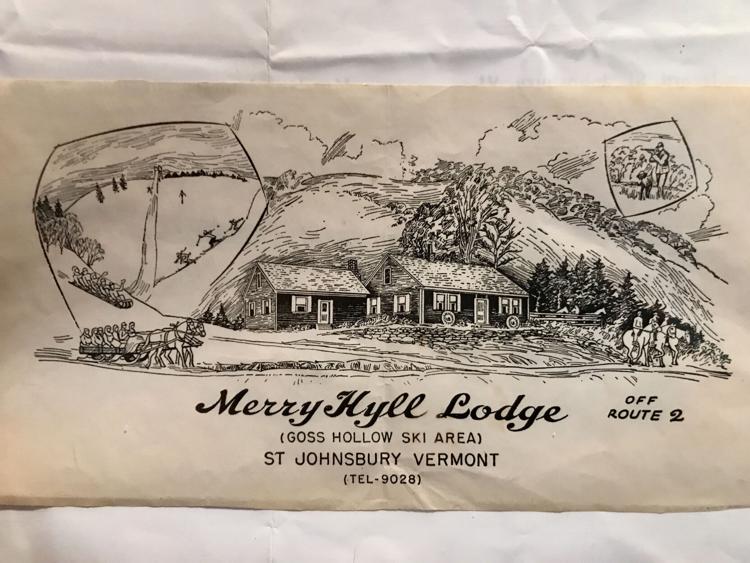 Merry Hyll Lodge
OFF
ROUTE 2
(GOSS HOLLOW SKI AREA)
ST JOHNSBURY VERMONT
(TEL-9028)